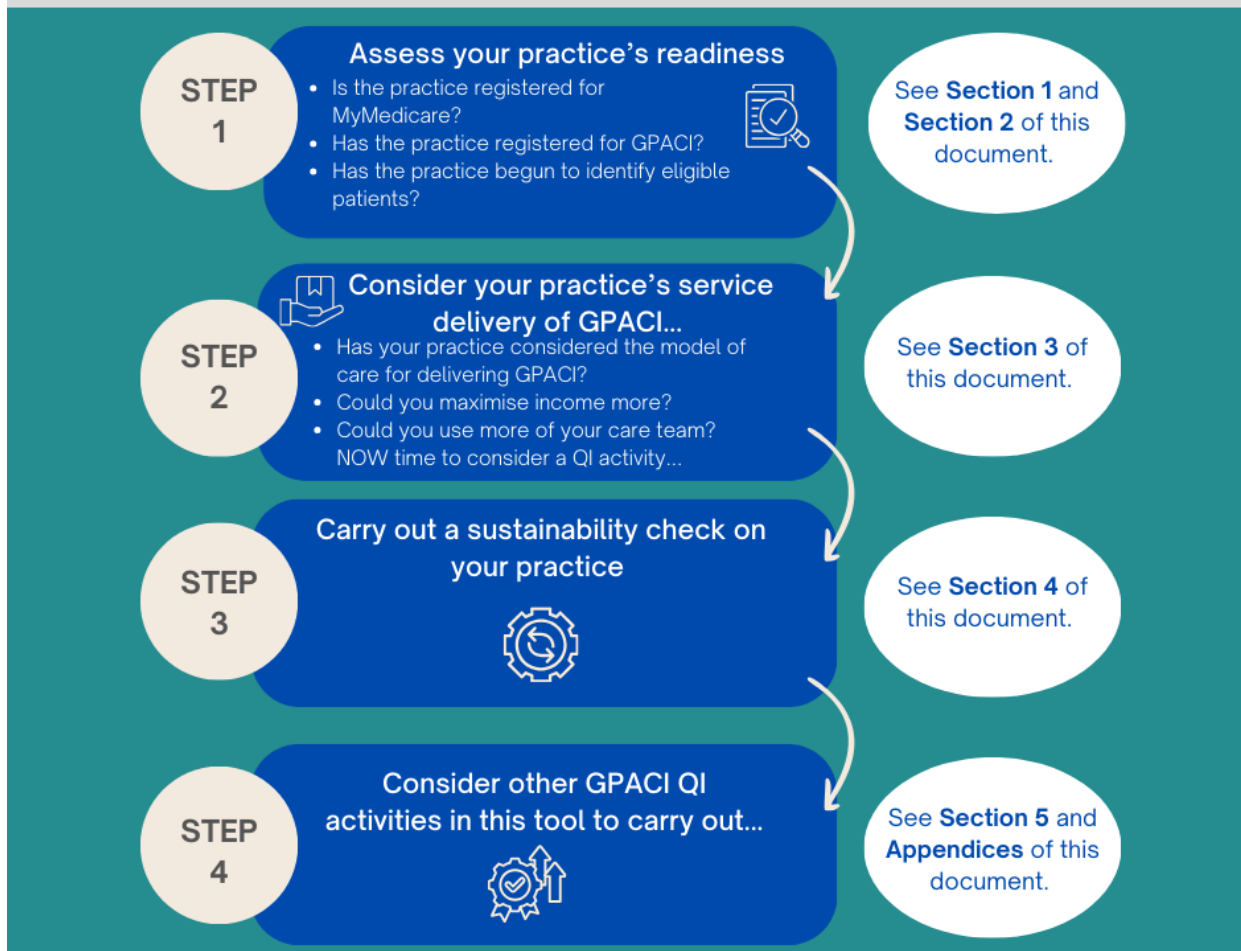 STEP
1
Assess your practice's readiness
• Is the practice registered for
MyMedicare?
• Has the practice registered for GPACI?
• Has the practice begun to identify eligible
patients?
See Section 1 and
Section 2 of this
document.
STEP
2
Consider your practice's service
delivery of GPACI...
• Has your practice considered the model of
care for delivering GPACI?
• Could you maximise income more?
• Could you use more of your care team?
NOW time to consider a QI activity...
See Section 3 of
this document.
STEP
3
Carry out a sustainability check on
your practice
See Section 4 of
this document.
STEP
4
Consider other GPACI QI
activities in this tool to carry out...
See Section 5 and
Appendices of this
document.